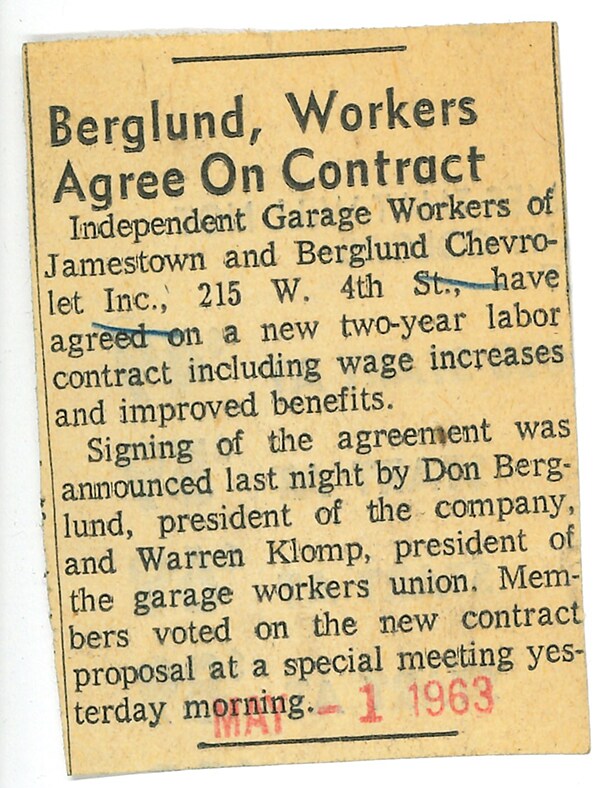 Berglund, Workers
Agree On Contract
Independent Garage Workers of
Jamestown and Berglund Chevro-
let Inc., 215 W. 4th St., have
agreed on a new two-year labor
contract including wage increases
and improved benefits.
Signing of the agreement was
announced last night by Don Berg-
lund, president of the company,
and Warren Klomp, president of
the garage workers union. Mem-
bers voted on the new contract
proposal at a special meeting yes-
terday morning.
MAY - 1 1963